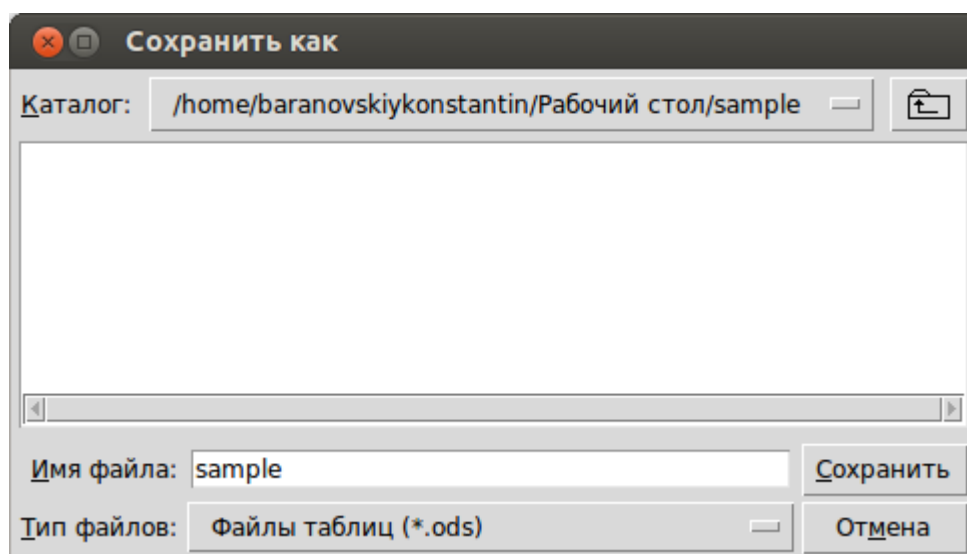 Сохранить как
Каталог: /home/baranovskiykonstantin/Рабочий стол/sample
Имя файла: sample Сохранить
Тип файлов: Файлы таблиц (*.ods) Отмена